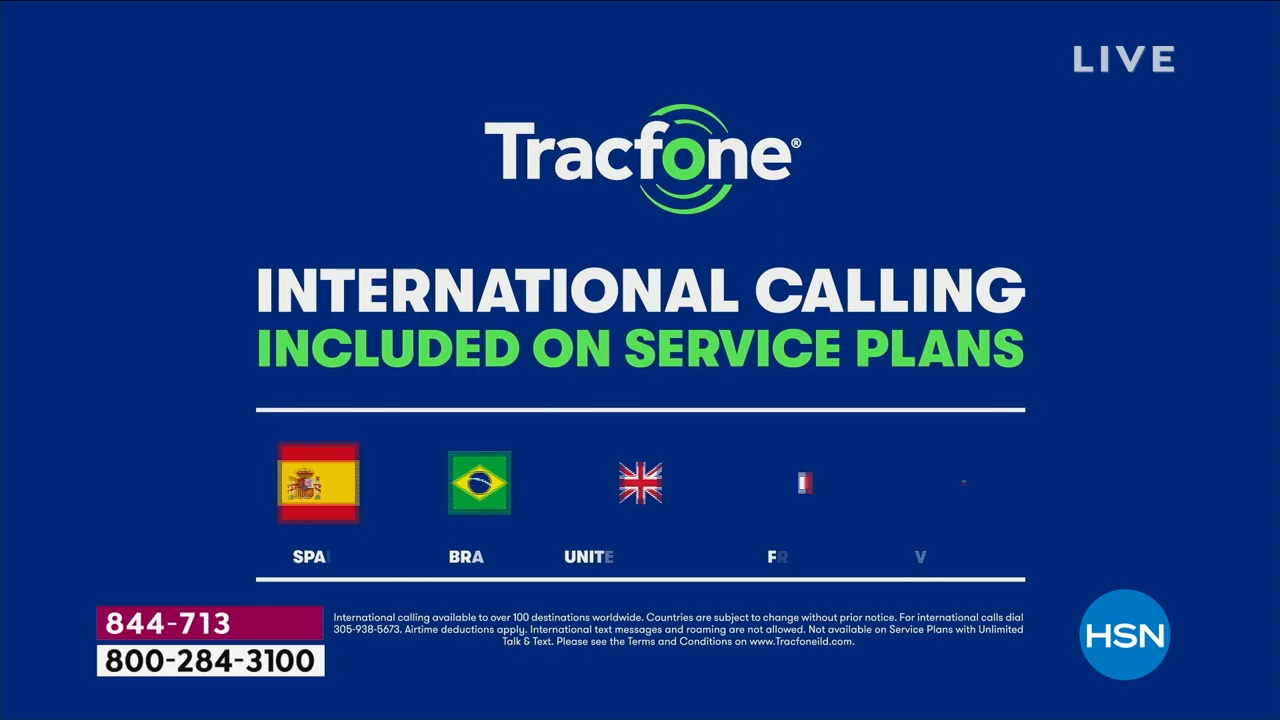 LIVE
Tracfone®
INTERNATIONAL CALLING
INCLUDED ON SERVICE PLANS
SPAI BRA UNITE FR V
844-713
800-284-3100
International calling available to over 100 destinations worldwide. Countries are subject to change without prior notice. For international calls dial
305-938-5673. Airtime deductions apply. International text messages and roaming are not allowed. Not available on Service Plans with Unlimited
Talk & Text. Please see the Terms and Conditions on www.Tracfoneild.com.
HSN